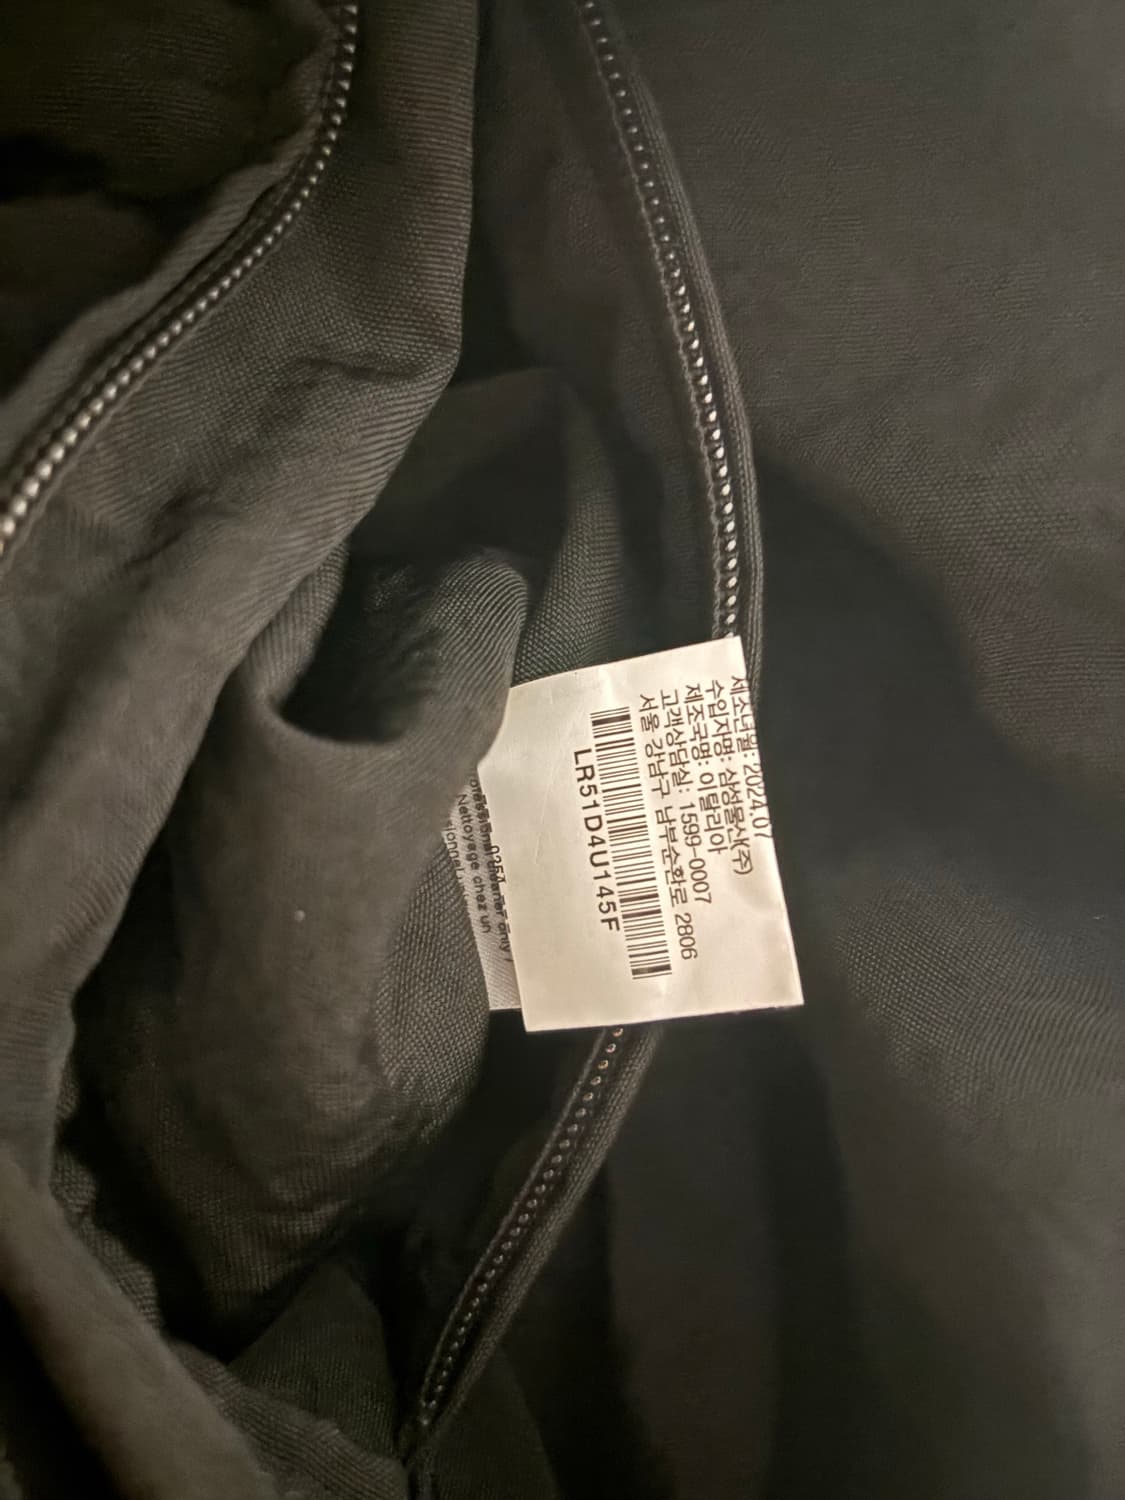 제조년월: 2024.07
수입자명: 삼성물산(주)
제조국명: 이탈리아
고객상담실: 1599-0007
서울 강남구 남부순환로 2806
LR51D4U145F
Nettoyage chez un